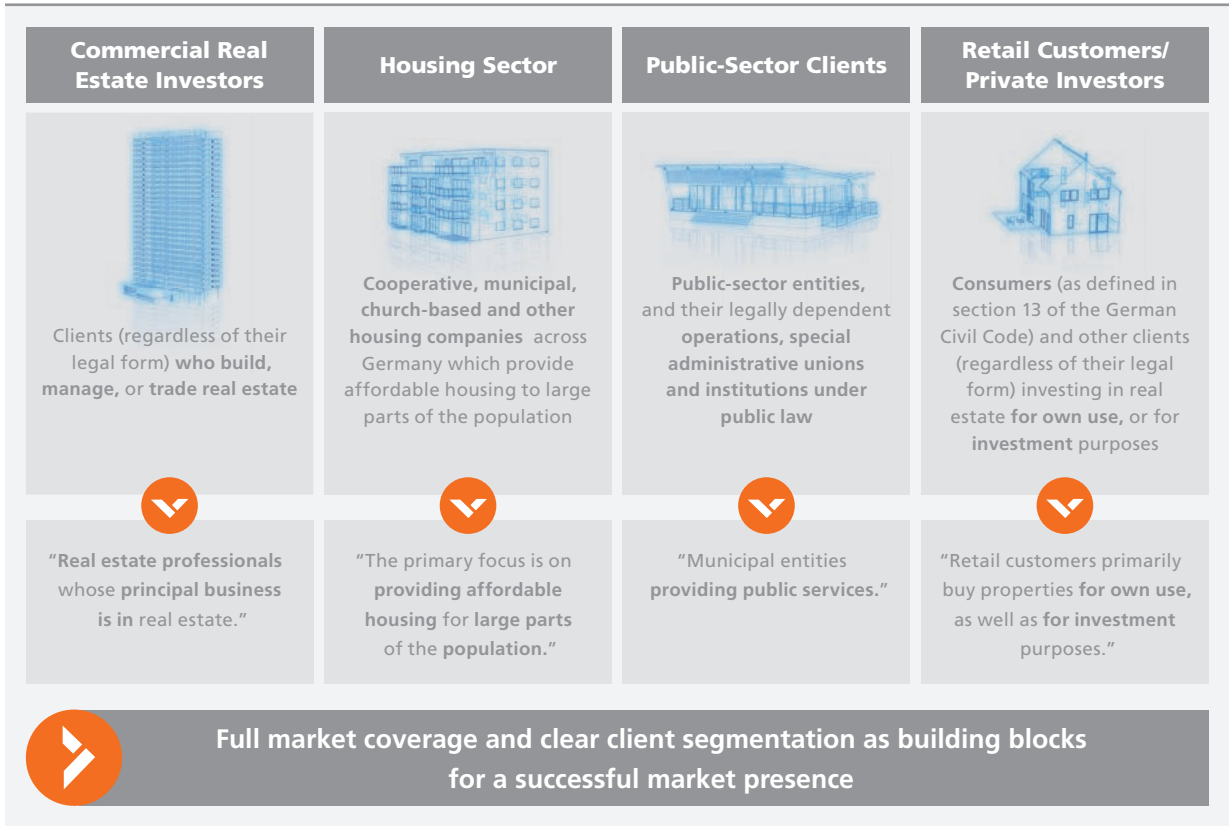 Commercial Real
Estate Investors
Housing Sector
Public-Sector Clients
Retail Customers/
Private Investors
Clients (regardless of their
legal form) who build,
manage, or trade real estate
Cooperative, municipal,
church-based and other
housing companies across
Germany which provide
affordable housing to large
parts of the population
Public-sector entities,
and their legally dependent
operations, special
administrative unions
and institutions under
public law
Consumers (as defined in
section 13 of the German
Civil Code) and other clients
(regardless of their legal
form) investing in real
estate for own use, or for
investment purposes
“Real estate professionals
whose principal business
is in real estate.”
“The primary focus is on
providing affordable
housing for large parts
of the population.”
“Municipal entities
providing public services.”
“Retail customers primarily
buy properties for own use,
as well as for investment
purposes.”
Full market coverage and clear client segmentation as building blocks
for a successful market presence